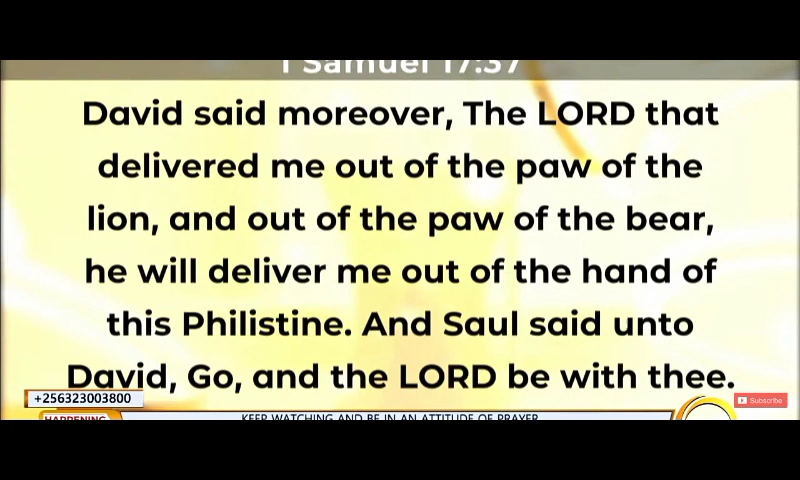 1 Samuel 17:37
David said moreover, The LORD that
delivered me out of the paw of the
lion, and out of the paw of the bear,
he will deliver me out of the hand of
this Philistine. And Saul said unto
David, Go, and the LORD be with thee.
+256323003800
Subscribe
HAPPENING
KEEP WATCHING AND BE IN AN ATTITUDE OF PRAYER